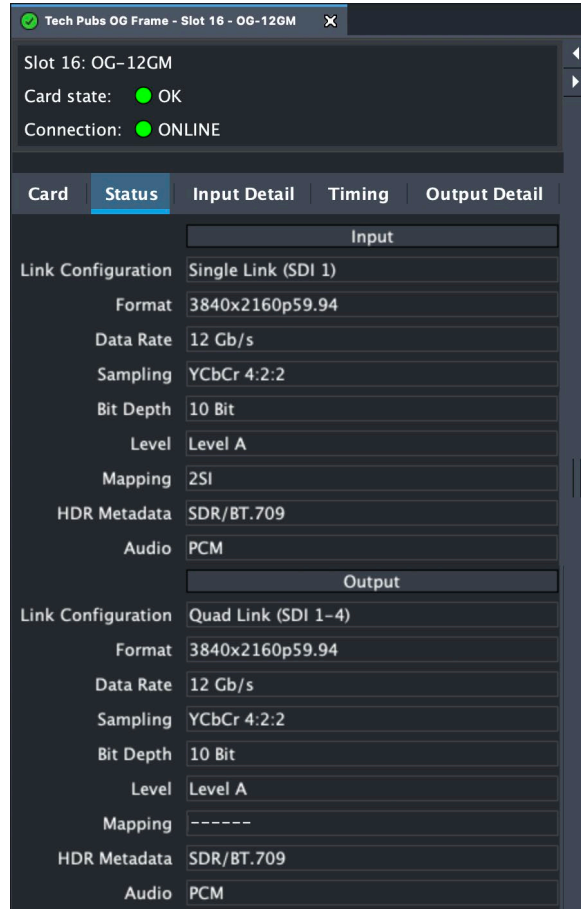 Tech Pubs OG Frame - Slot 16 - OG-12GM
Slot 16: OG-12GM
Card state: OK
Connection: ONLINE
Card Status Input Detail Timing Output Detail
Input
Link Configuration Single Link (SDI 1)
Format 3840x2160p59.94
Data Rate 12 Gb/s
Sampling YCbCr 4:2:2
Bit Depth 10 Bit
Level Level A
Mapping 2SI
HDR Metadata SDR/BT.709
Audio PCM
Output
Link Configuration Quad Link (SDI 1-4)
Format 3840x2160p59.94
Data Rate 12 Gb/s
Sampling YCbCr 4:2:2
Bit Depth 10 Bit
Level Level A
Mapping ------
HDR Metadata SDR/BT.709
Audio PCM